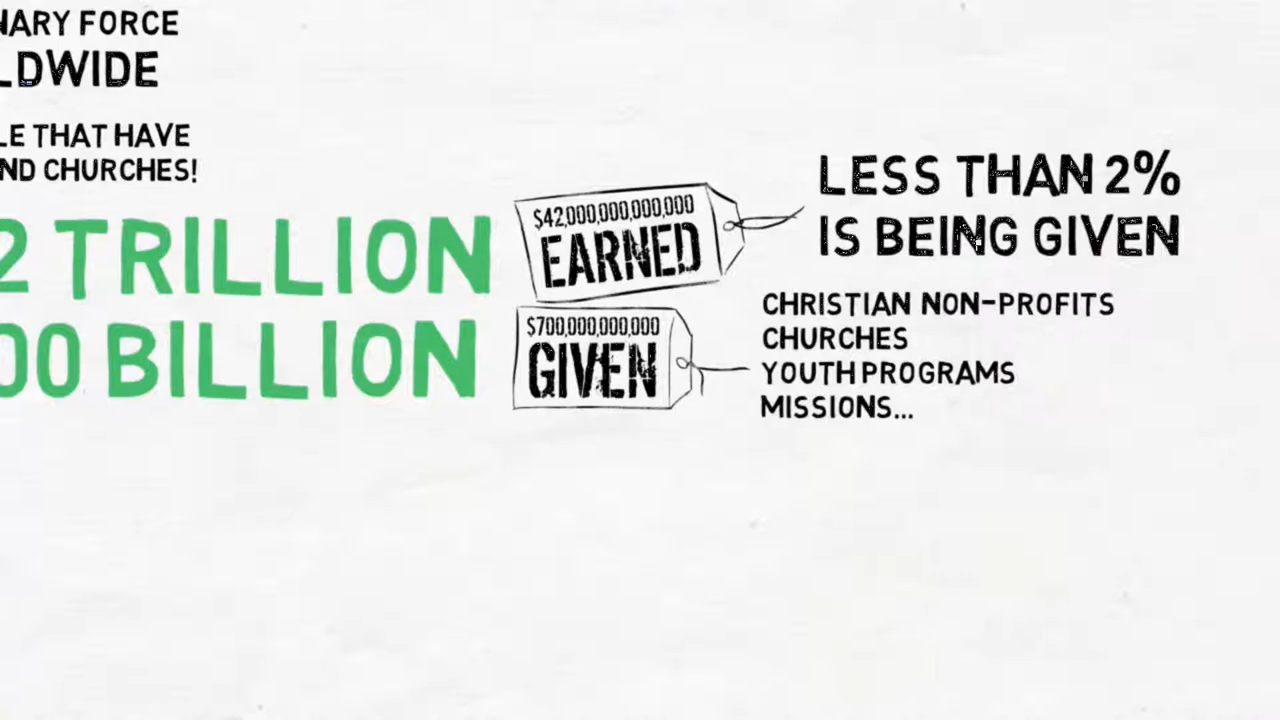 NARY FORCE
LDWIDE
LE THAT HAVE
ND CHURCHES!
2 TRILLION
00 BILLION
$42,000,000,000,000
EARNED
$700,000,000,000
GIVEN
LESS THAN 2%
IS BEING GIVEN
CHRISTIAN NON-PROFITS
CHURCHES
YOUTH PROGRAMS
MISSIONS...